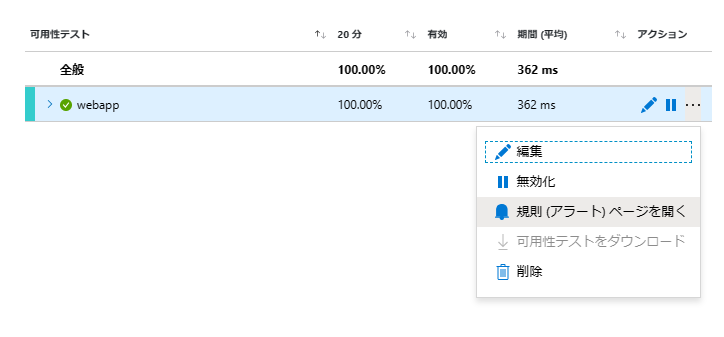 可用性テスト 20 分 有効 期間 (平均) アクション
全般 100.00% 100.00% 362 ms
webapp 100.00% 100.00% 362 ms
編集
無効化
規則 (アラート) ページを開く
可用性テストをダウンロード
削除